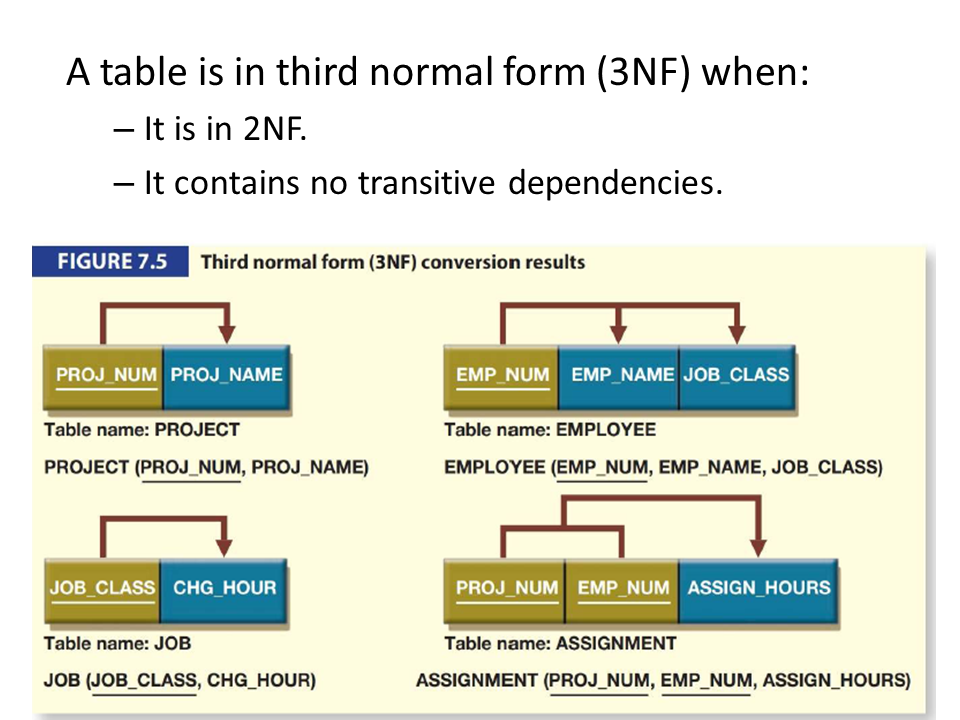 A table is in third normal form (3NF) when:
– It is in 2NF.
– It contains no transitive dependencies.
FIGURE 7.5 Third normal form (3NF) conversion results
PROJ_NUM PROJ_NAME
Table name: PROJECT
PROJECT (PROJ_NUM, PROJ_NAME)
EMP_NUM EMP_NAME JOB_CLASS
Table name: EMPLOYEE
EMPLOYEE (EMP_NUM, EMP_NAME, JOB_CLASS)
JOB_CLASS CHG_HOUR
Table name: JOB
JOB (JOB_CLASS, CHG_HOUR)
PROJ_NUM EMP_NUM ASSIGN_HOURS
Table name: ASSIGNMENT
ASSIGNMENT (PROJ_NUM, EMP_NUM, ASSIGN_HOURS)